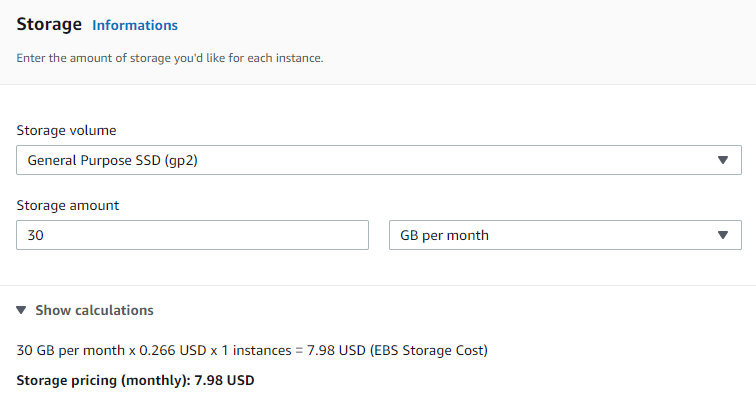 Storage Informations
Enter the amount of storage you'd like for each instance.
Storage volume
General Purpose SSD (gp2)
Storage amount
30 GB per month
Show calculations
30 GB per month x 0.266 USD x 1 instances = 7.98 USD (EBS Storage Cost)
Storage pricing (monthly): 7.98 USD